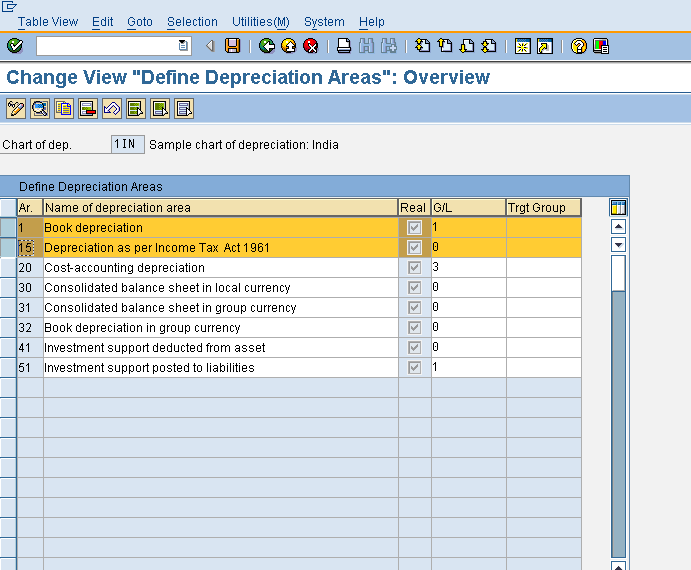 Table View Edit Goto Selection Utilities(M) System Help
Change View "Define Depreciation Areas": Overview
Chart of dep. 1IN Sample chart of depreciation: India
Define Depreciation Areas
Ar. Name of depreciation area Real G/L Trgt Group
1 Book depreciation 1
15 Depreciation as per Income Tax Act 1961 0
20 Cost-accounting depreciation 3
30 Consolidated balance sheet in local currency 0
31 Consolidated balance sheet in group currency 0
32 Book depreciation in group currency 0
41 Investment support deducted from asset 0
51 Investment support posted to liabilities 1